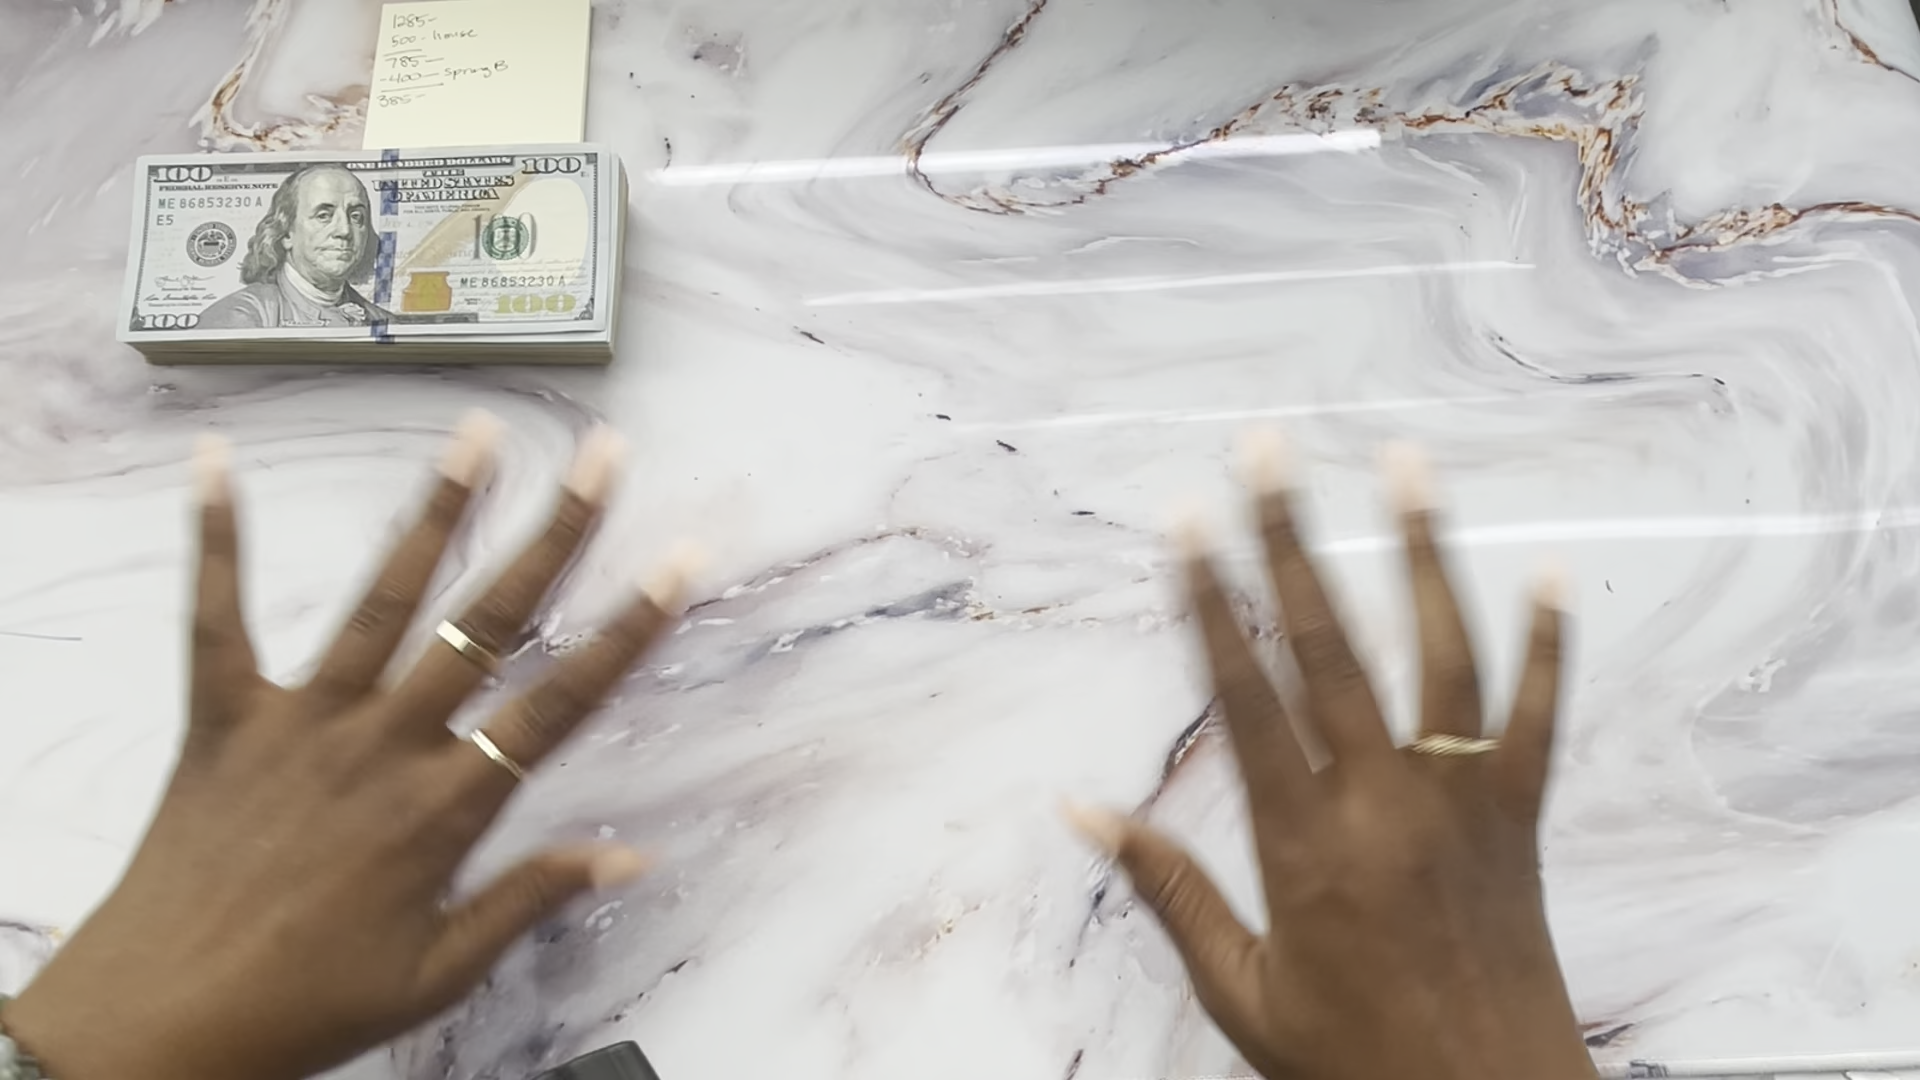 1285-
500- house
785-
-400- Spring B
385-
100
ONE HUNDRED DOLLARS
100
FEDERAL RESERVE NOTE
THE
UNITED STATES
OF AMERICA
ME 86853230 A
E5
100
ME 86853230 A
100
100